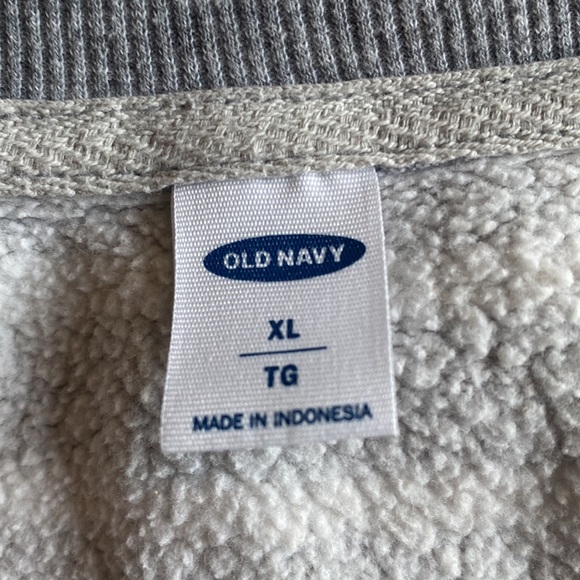 OLD NAVY
XL
TG
MADE IN INDONESIA